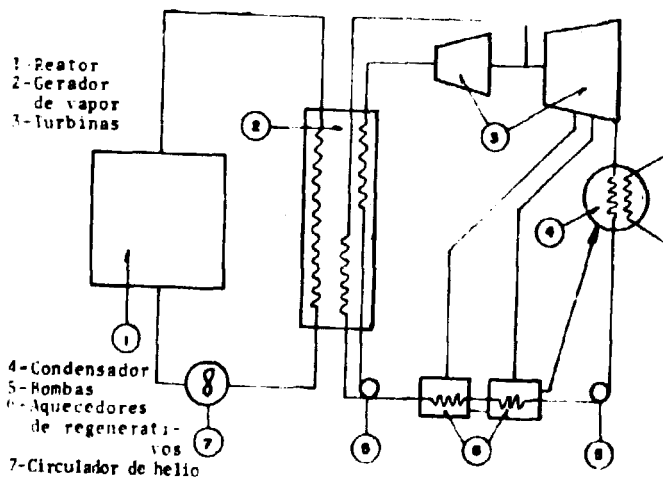 1-Reator
2-Gerador
de vapor
3-Turbinas
2
3
4
1
4-Condensador
5-Bombas
6-Aquecedores
de regenerati-
vos
7-Circulador de helio
7
5
6
5